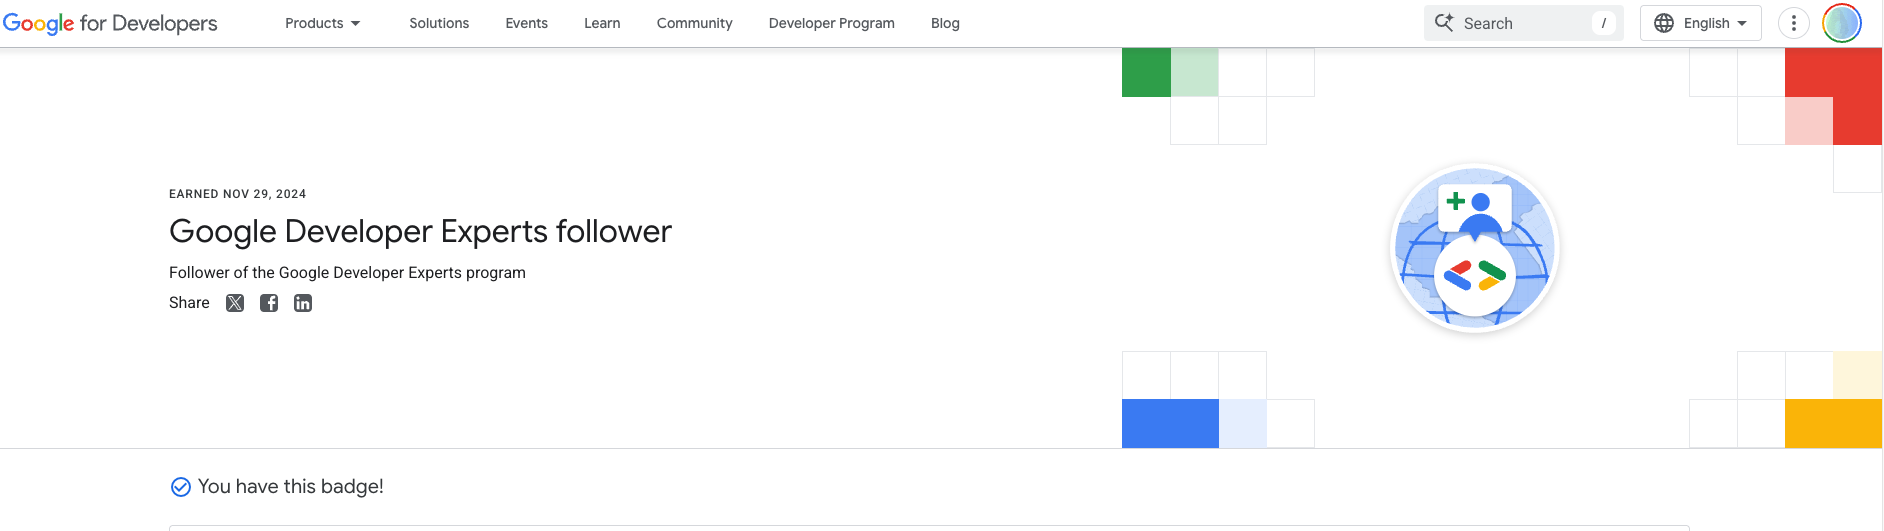 Google for Developers Products Solutions Events Learn Community Developer Program Blog Search / English
EARNED NOV 29, 2024
Google Developer Experts follower
Follower of the Google Developer Experts program
Share
You have this badge!